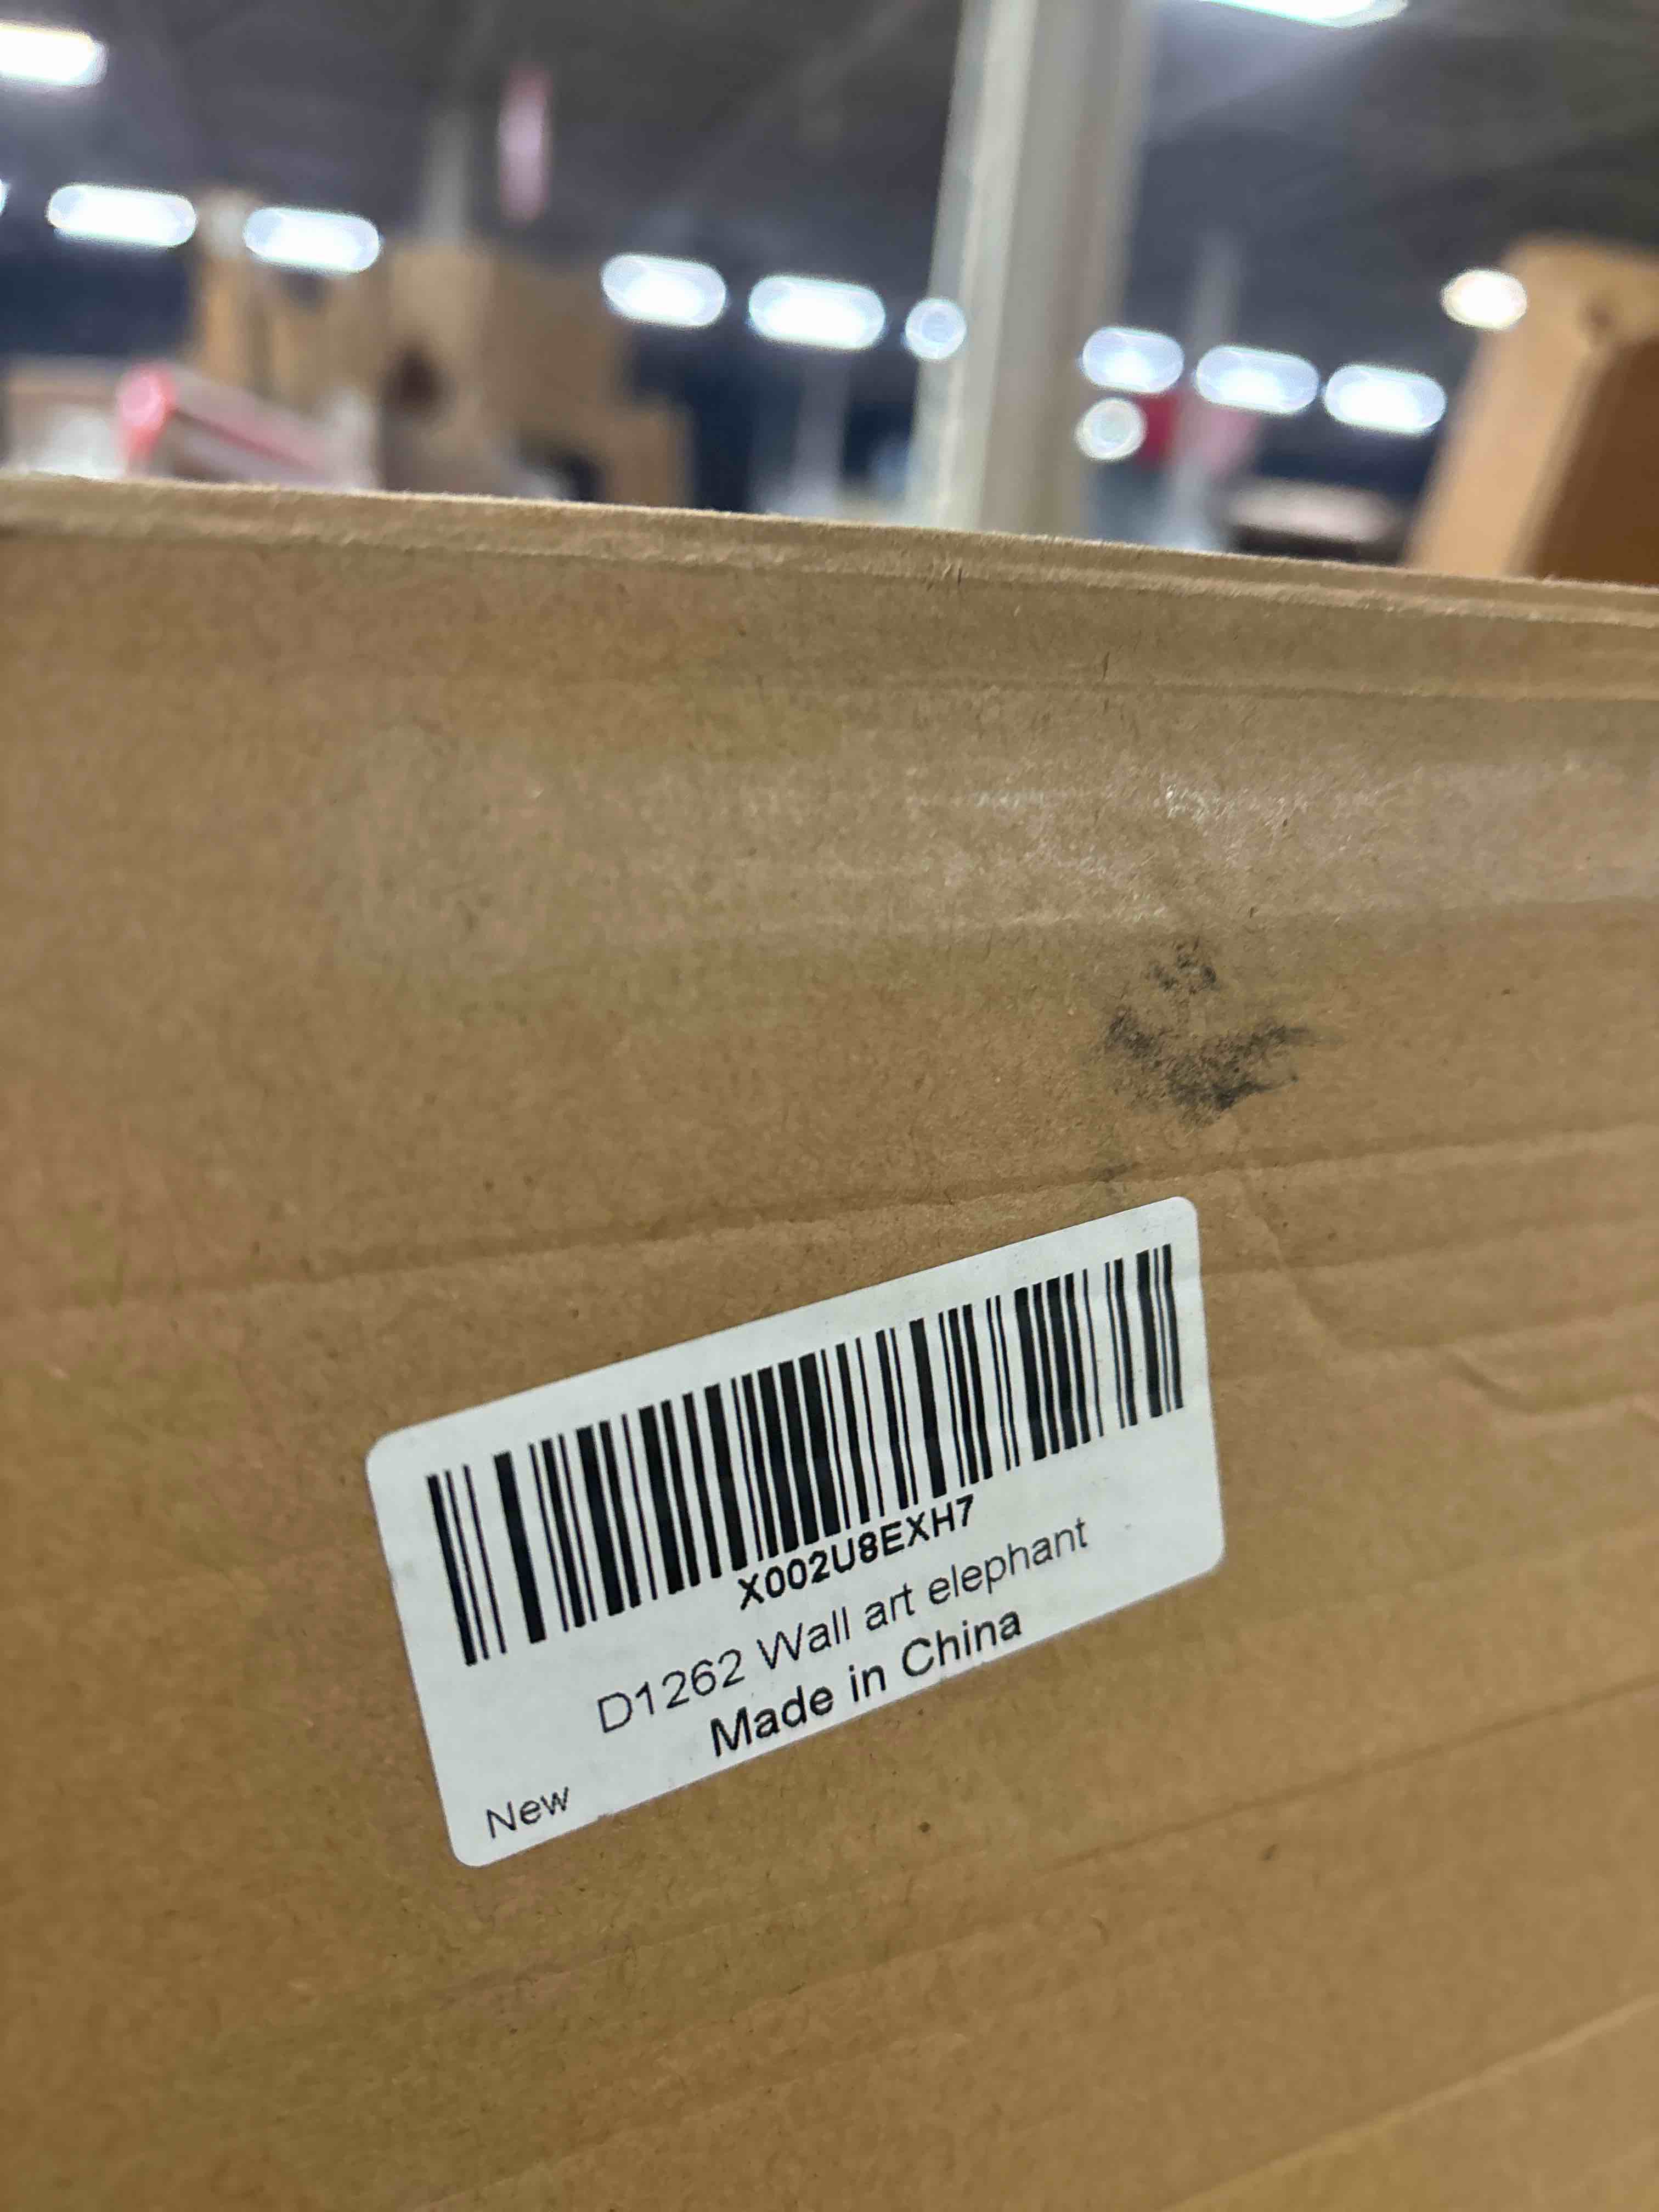 X002U8EXH7
D1262 Wall art elephant
Made in China
New